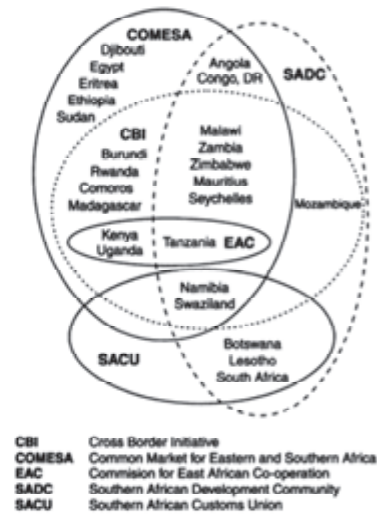 COMESA
Djibouti
Egypt
Eritrea
Ethiopia
Sudan
Angola
Congo, DR
SADC
CBI
Burundi
Rwanda
Comoros
Madagascar
Malawi
Zambia
Zimbabwe
Mauritius
Seychelles
Mozambique
Kenya
Uganda
Tanzania EAC
Namibia
Swaziland
SACU
Botswana
Lesotho
South Africa
CBI Cross Border Initiative
COMESA Common Market for Eastern and Southern Africa
EAC Commision for East African Co-operation
SADC Southern African Development Community
SACU Southern African Customs Union